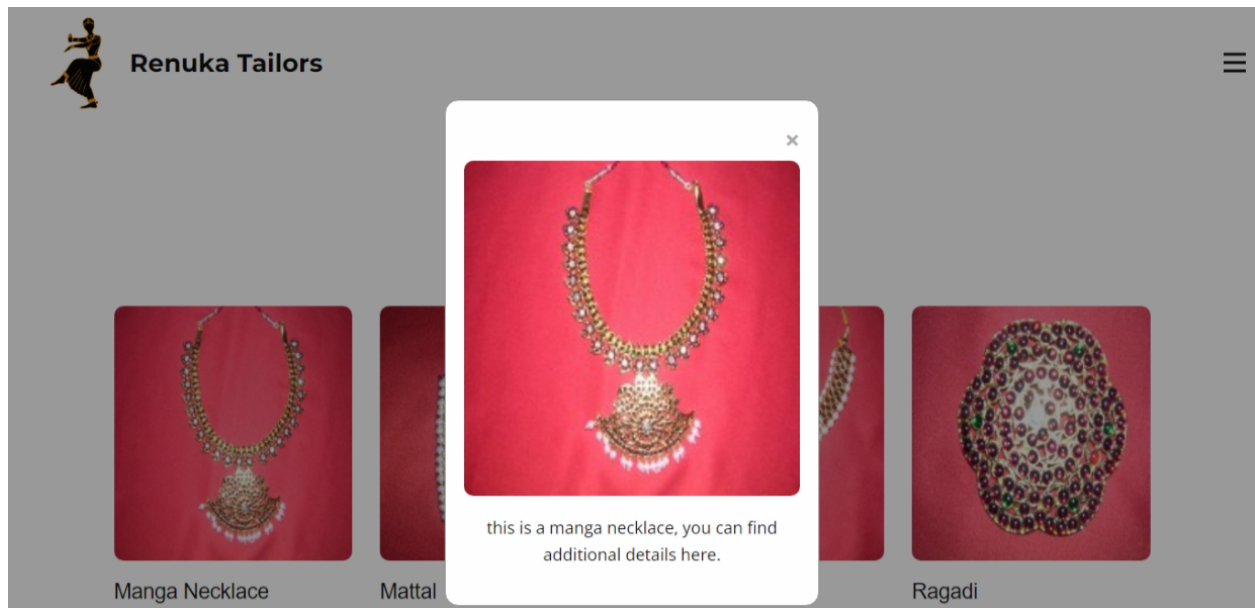 Renuka Tailors
×
this is a manga necklace, you can find
additional details here.
Manga Necklace
Mattal
Ragadi